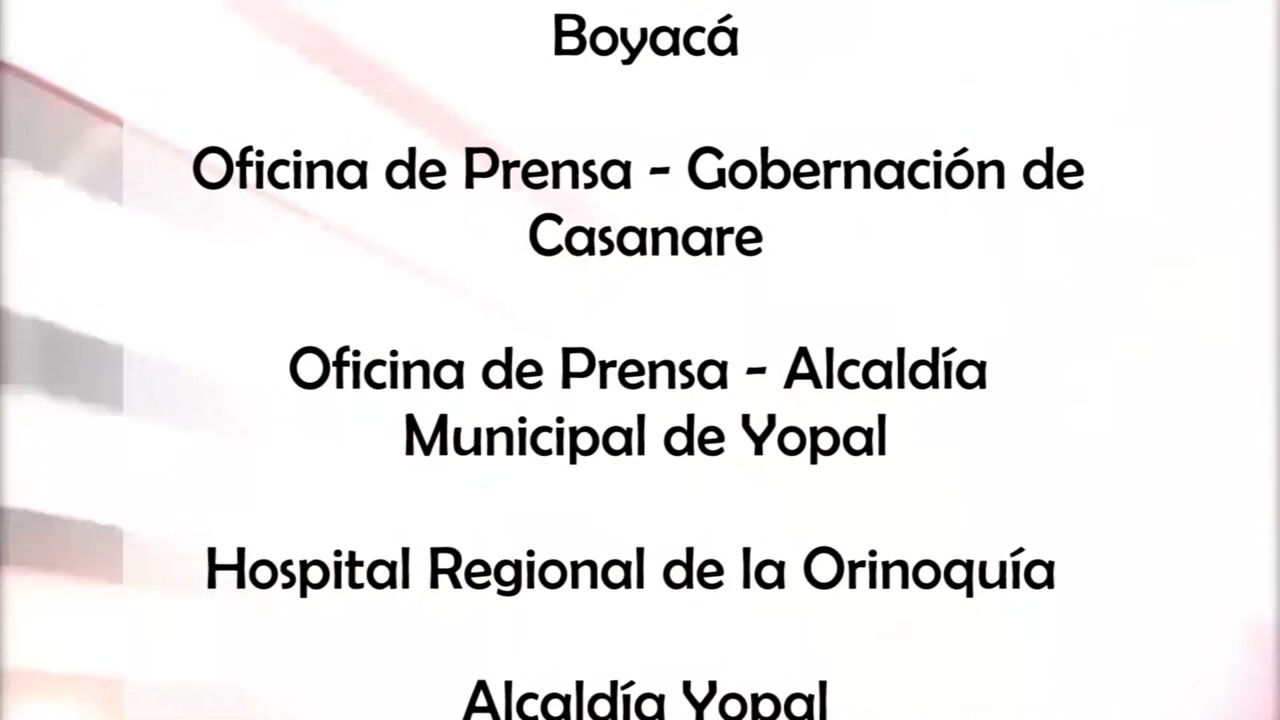 Boyacá
Oficina de Prensa - Gobernación de
Casanare
Oficina de Prensa - Alcaldía
Municipal de Yopal
Hospital Regional de la Orinoquía
Alcaldía Yopal